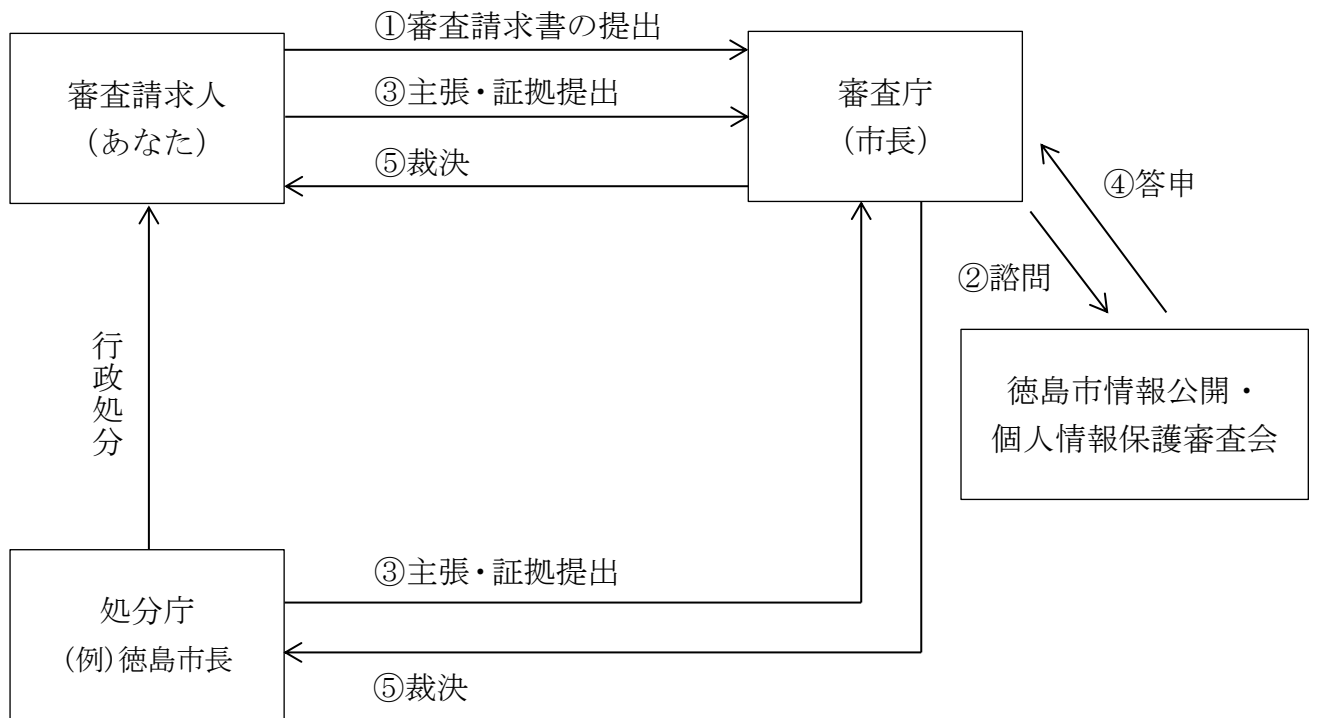 ①審査請求書の提出
審査請求人
（あなた）
③主張・証拠提出
審査庁
（市長）
⑤裁決
④答申
②諮問
行政処分
徳島市情報公開・
個人情報保護審査会
処分庁
（例）徳島市長
③主張・証拠提出
⑤裁決